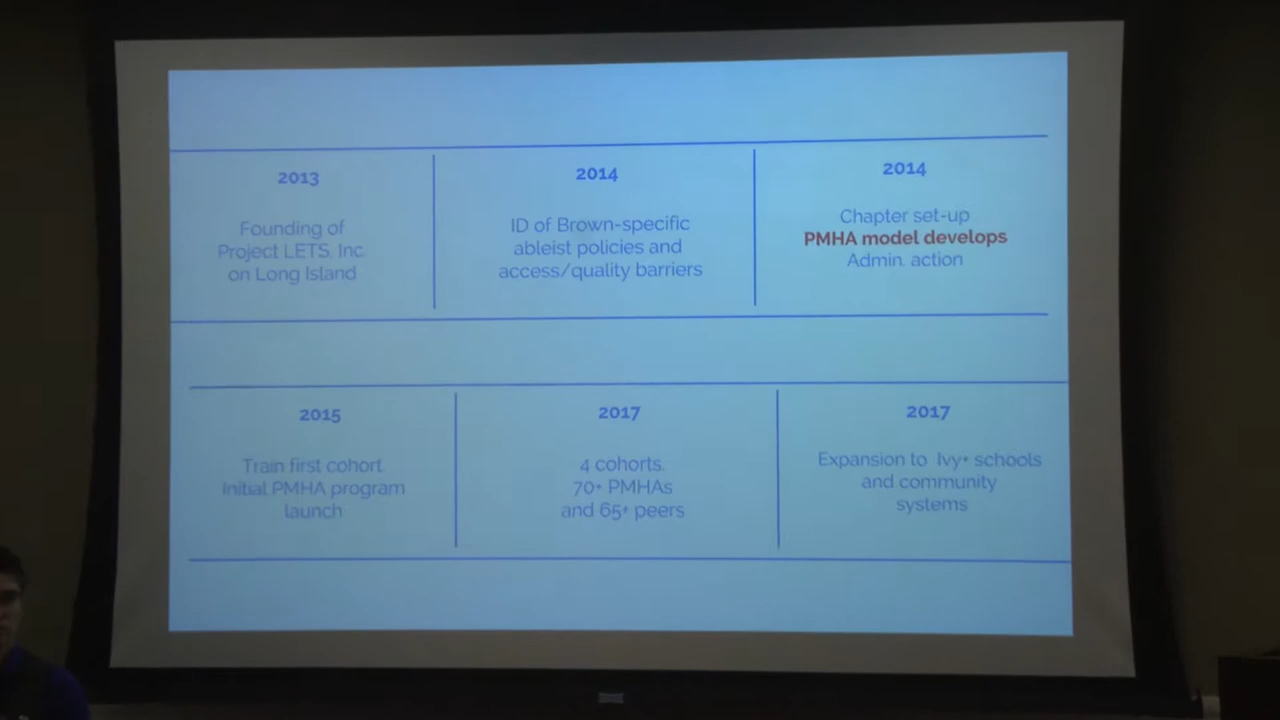 2013
Founding of
Project LETS, Inc.
on Long Island
2014
ID of Brown-specific
ableist policies and
access/quality barriers
2014
Chapter set-up
PMHA model develops
Admin. action
2015
Train first cohort.
Initial PMHA program
launch
2017
4 cohorts.
70+ PMHAs
and 65+ peers
2017
Expansion to Ivy+ schools
and community
systems